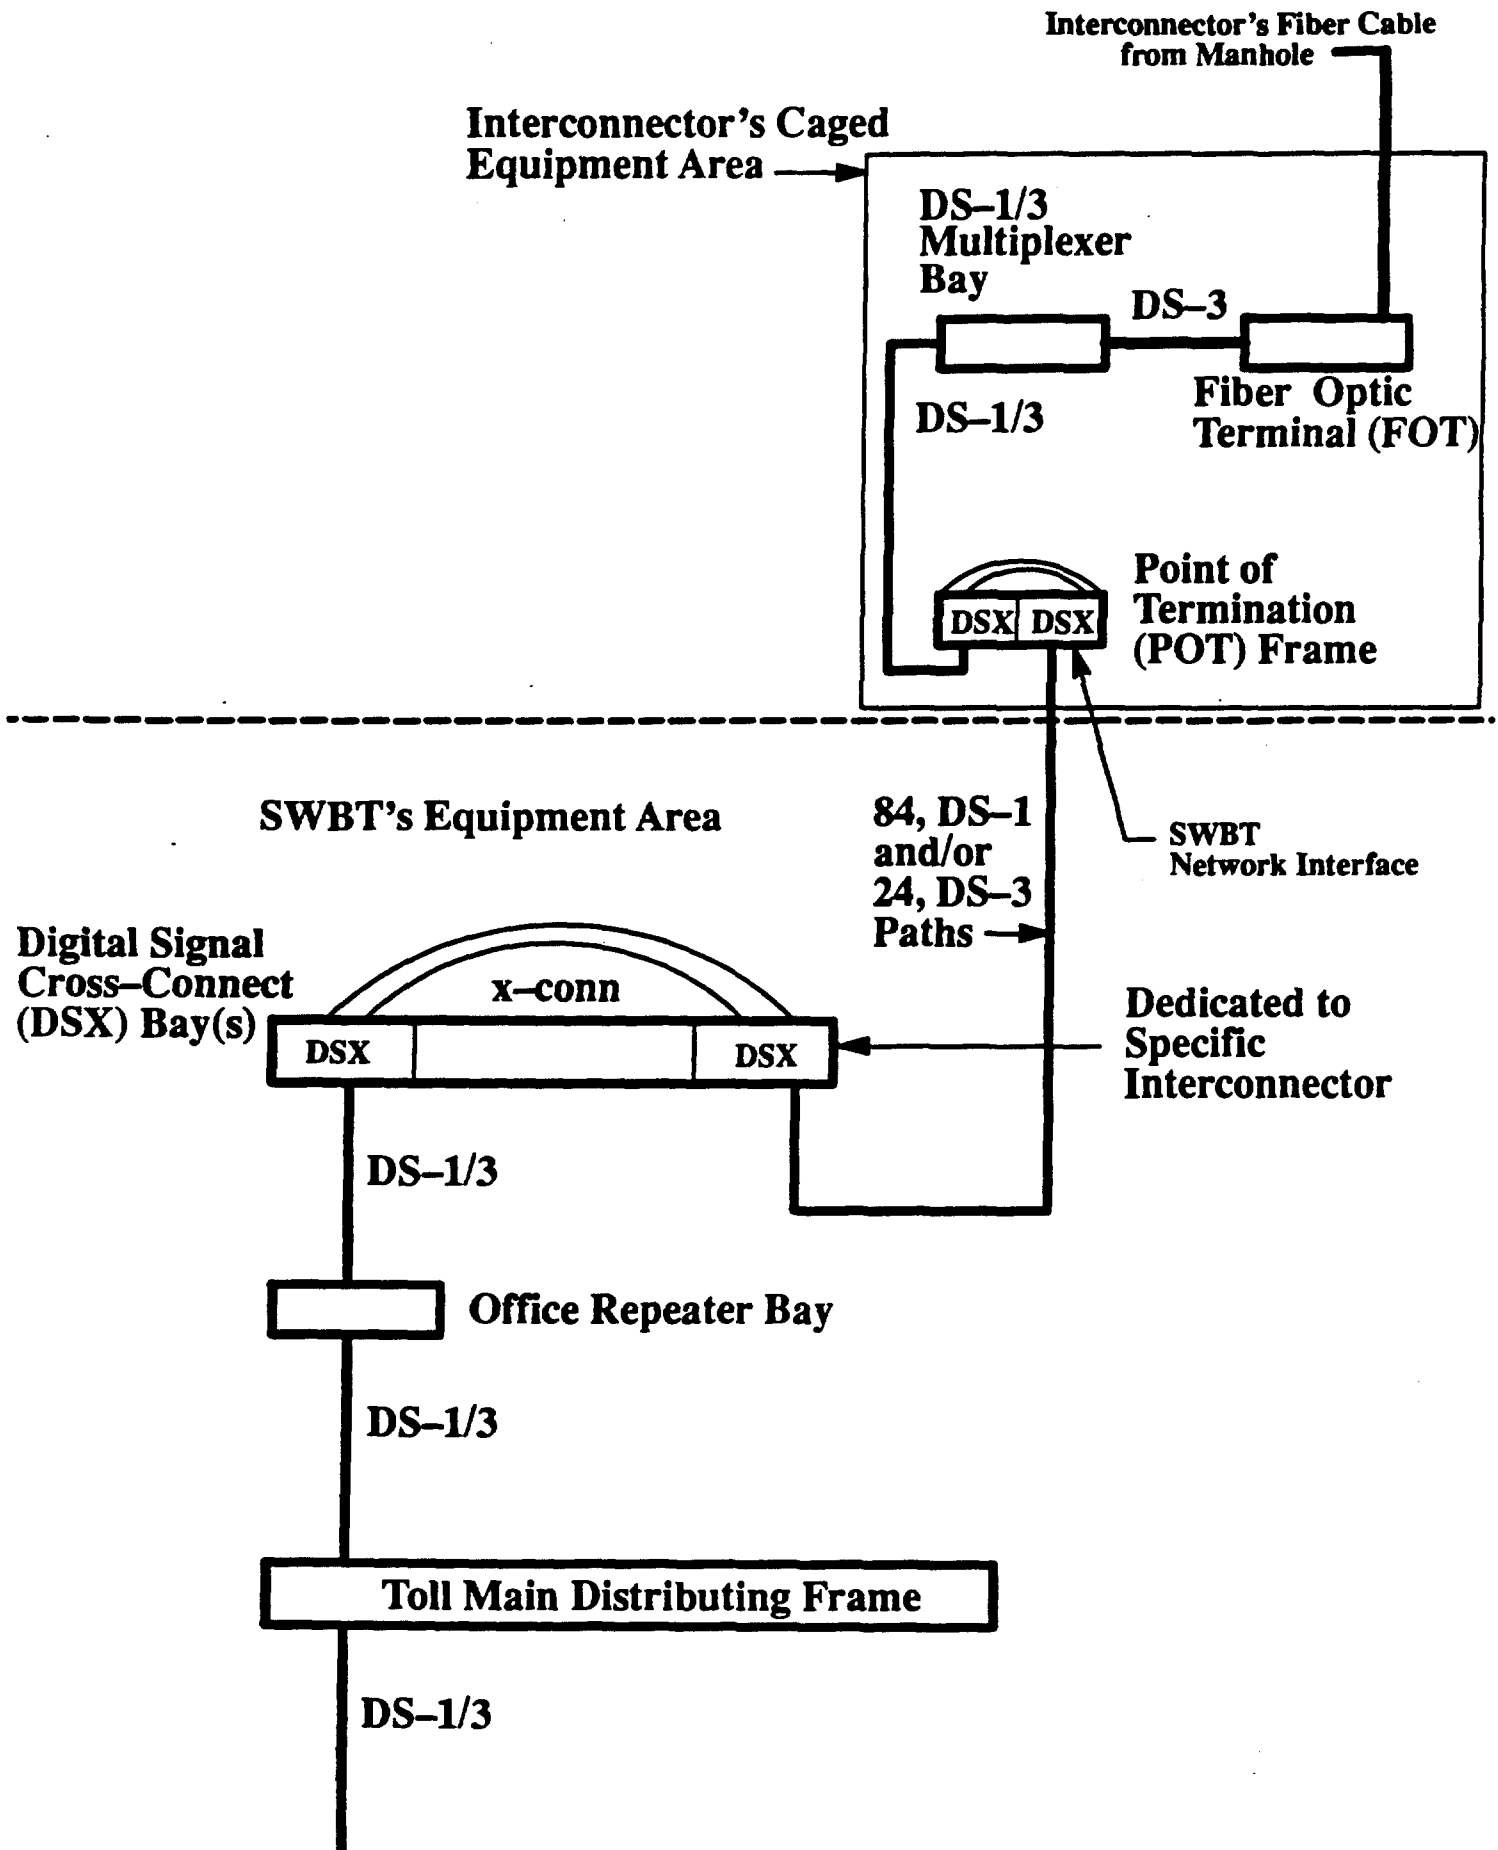 Interconnector's Fiber Cable
from Manhole
Interconnector's Caged
Equipment Area
DS–1/3
Multiplexer
Bay
DS–3
Fiber Optic
Terminal (FOT)
DS–1/3
Point of
Termination
(POT) Frame
DSX DSX
SWBT's Equipment Area
84, DS–1
and/or
24, DS–3
Paths
SWBT
Network Interface
Digital Signal
Cross–Connect
(DSX) Bay(s)
x–conn
DSX DSX
Dedicated to
Specific
Interconnector
DS–1/3
Office Repeater Bay
DS–1/3
Toll Main Distributing Frame
DS–1/3